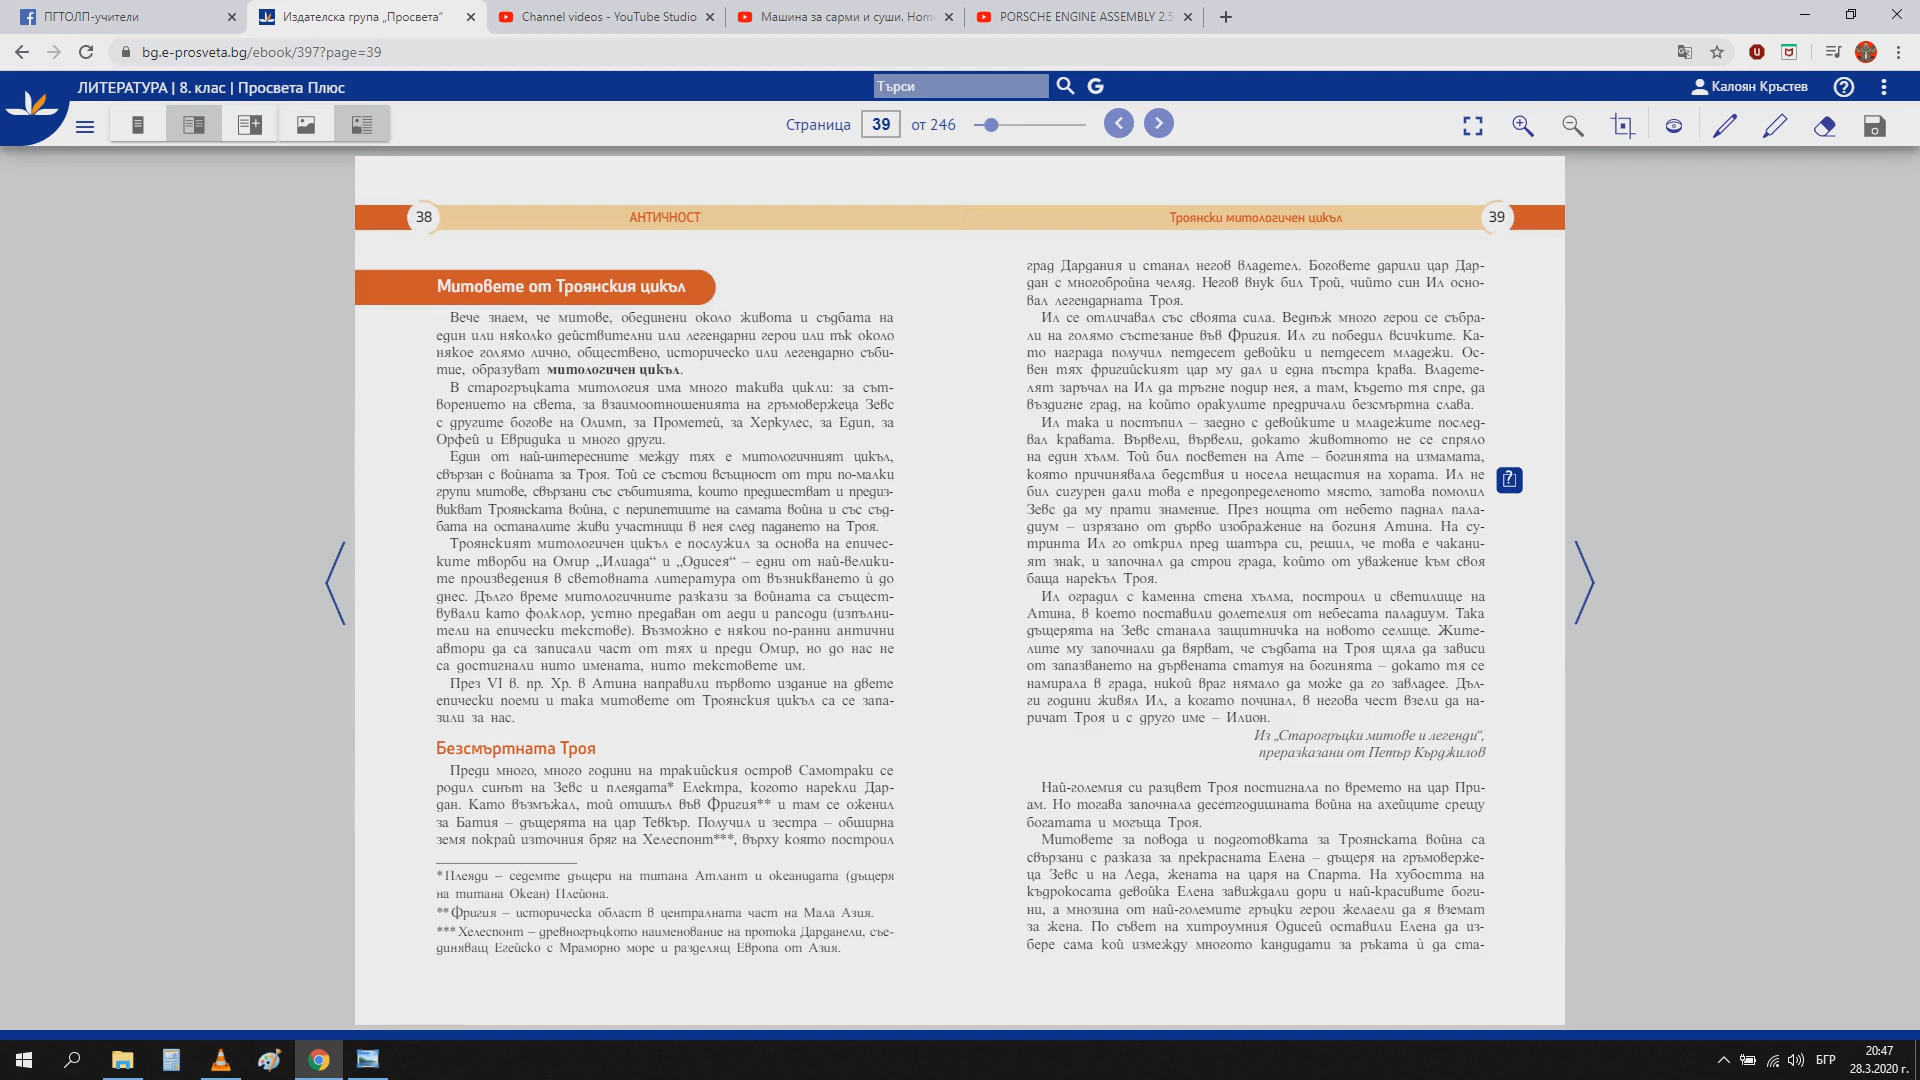 ПГТОЛП-учители
Издателска група „Просвета"
Channel videos - YouTube Studio
Машина за сарми и суши. Hom
PORSCHE ENGINE ASSEMBLY 2.5
bg.e-prosveta.bg/ebook/397?page=39
ЛИТЕРАТУРА | 8. клас | Просвета Плюс
Търси
Калоян Кръстев
Страница 39 от 246
38 АНТИЧНОСТ
Митовете от Троянския цикъл
Вече знаем, че митове, обединени около живота и съдбата на
един или няколко действителни или легендарни герои или пък около
някое голямо лично, обществено, историческо или легендарно съби-
тие, образуват митологичен цикъл.
В старогръцката митология има много такива цикли: за сът-
ворението на света, за взаимоотношенията на гръмовержеца Зевс
с другите богове на Олимп, за Прометей, за Херкулес, за Едип, за
Орфей и Евридика и много други.
Един от най-интересните между тях е митологичният цикъл,
свързан с войната за Троя. Той се състои всъщност от три по-малки
групи митове, свързани със събитията, които предшестват и предиз-
викват Троянската война, с перипетиите на самата война и със съд-
бата на останалите живи участници в нея след падането на Троя.
Троянският митологичен цикъл е послужил за основа на епичес-
ките творби на Омир „Илиада“ и „Одисея“ – едни от най-велики-
те произведения в световната литература от възникването ѝ до
днес. Дълго време митологичните разкази за войната са същест-
вували като фолклор, устно предаван от аеди и рапсоди (изпълни-
тели на епически текстове). Възможно е някои по-ранни антични
автори да са записали част от тях и преди Омир, но до нас не
са достигнали нито имената, нито текстовете им.
През VI в. пр. Хр. в Атина направили първото издание на двете
епически поеми и така митовете от Троянския цикъл са се запа-
зили за нас.
Безсмъртната Троя
Преди много, много години на тракийския остров Самотраки се
родил синът на Зевс и плеядата* Електра, когото нарекли Дар-
дан. Като възмъжал, той отишъл във Фригия** и там се оженил
за Батия – дъщерята на цар Тевкър. Получил и зестра – обширна
земя покрай източния бряг на Хелеспонт***, върху която построил
* Плеяди – седемте дъщери на титана Атлант и океанидата (дъщеря
на титана Океан) Плейона.
** Фригия – историческа област в централната част на Мала Азия.
*** Хелеспонт – древногръцкото наименование на протока Дарданели, съе-
диняващ Егейско с Мраморно море и разделящ Европа от Азия.
Троянски митологичен цикъл 39
град Дардания и станал негов владетел. Боговете дарили цар Дар-
дан с многобройна челяд. Негов внук бил Трой, чийто син Ил осно-
вал легендарната Троя.
Ил се отличавал със своята сила. Веднъж много герои се събра-
ли на голямо състезание във Фригия. Ил ги победил всичките. Ка-
то награда получил петдесет девойки и петдесет младежи. Ос-
вен тях фригийският цар му дал и една пъстра крава. Владете-
лят заръчал на Ил да тръгне подир нея, а там, където тя спре, да
въздигне град, на който оракулите предричали безсмъртна слава.
Ил така и постъпил – заедно с девойките и младежите послед-
вал кравата. Вървели, вървели, докато животното не се спряло
на един хълм. Той бил посветен на Ате – богинята на измамата,
която причинявала бедствия и носела нещастия на хората. Ил не
бил сигурен дали това е предопределеното място, затова помолил
Зевс да му прати знамение. През нощта от небето паднал пала-
диум – изрязано от дърво изображение на богиня Атина. На су-
тринта Ил го открил пред шатъра си, решил, че това е чакани-
ят знак, и започнал да строи града, който от уважение към своя
баща нарекъл Троя.
Ил оградил с каменна стена хълма, построил и светилище на
Атина, в което поставили долетелия от небесата паладиум. Така
дъщерята на Зевс станала защитничка на новото селище. Жите-
лите му започнали да вярват, че съдбата на Троя щяла да зависи
от запазването на дървената статуя на богинята – докато тя се
намирала в града, никой враг нямало да може да го завладее. Дъл-
ги години живял Ил, а когато починал, в негова чест взели да на-
ричат Троя и с друго име – Илион.
Из „Старогръцки митове и легенди“,
преразказани от Петър Кърджилов
Най-големия си разцвет Троя постигнала по времето на цар При-
ам. Но тогава започнала десетгодишната война на ахейците срещу
богатата и могъща Троя.
Митовете за повода и подготовката за Троянската война са
свързани с разказа за прекрасната Елена – дъщеря на гръмовърже-
ца Зевс и на Леда, жената на царя на Спарта. На хубостта на
къдрокосата девойка Елена завиждали дори и най-красивите боги-
ни, а мнозина от най-големите гръцки герои желаели да я вземат
за жена. По съвет на хитроумния Одисей оставили Елена да из-
бере сама кой измежду многото кандидати за ръката ѝ да ста-
БГР
20:47
28.3.2020 г.